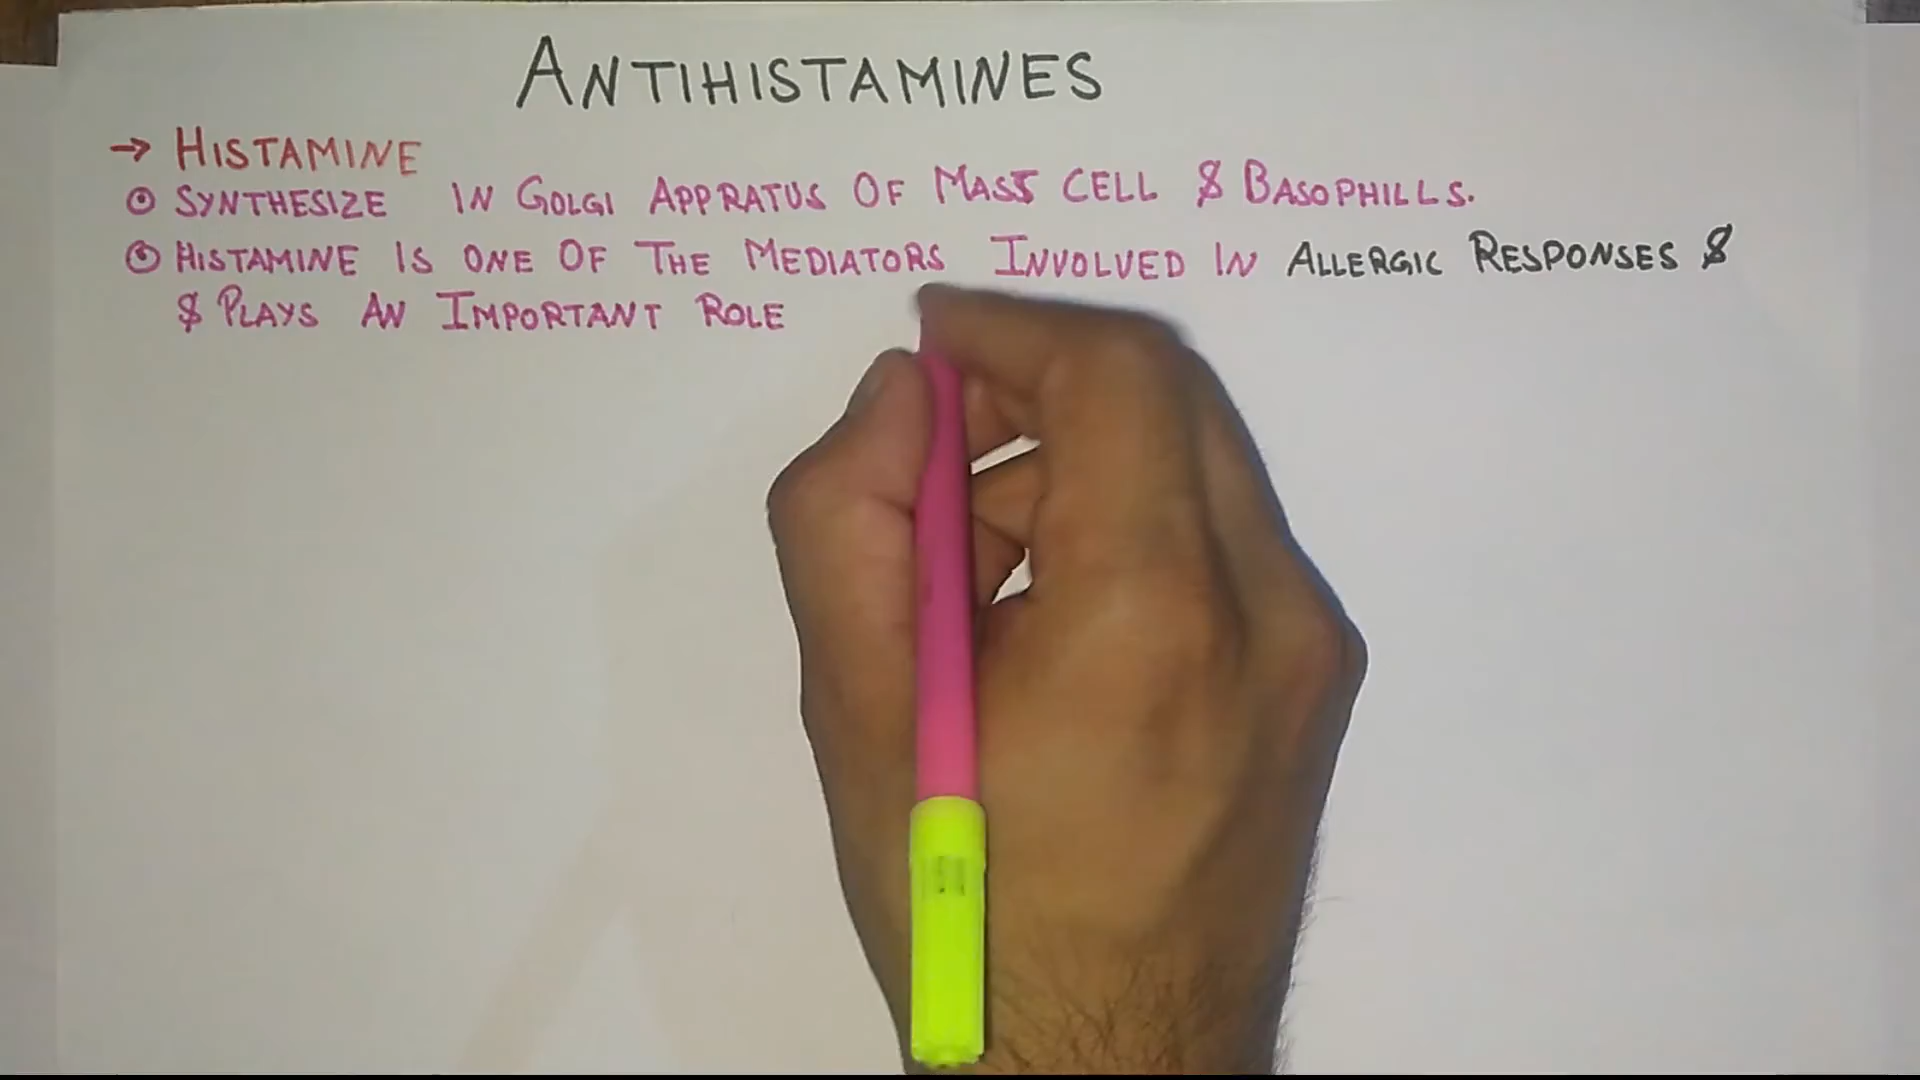 ANTIHISTAMINES
→ HISTAMINE
⊙ SYNTHESIZE IN GOLGI APPRATUS OF MAST CELL & BASOPHILLS.
⊙ HISTAMINE IS ONE OF THE MEDIATORS INVOLVED IN ALLERGIC RESPONSES &
& PLAYS AN IMPORTANT ROLE